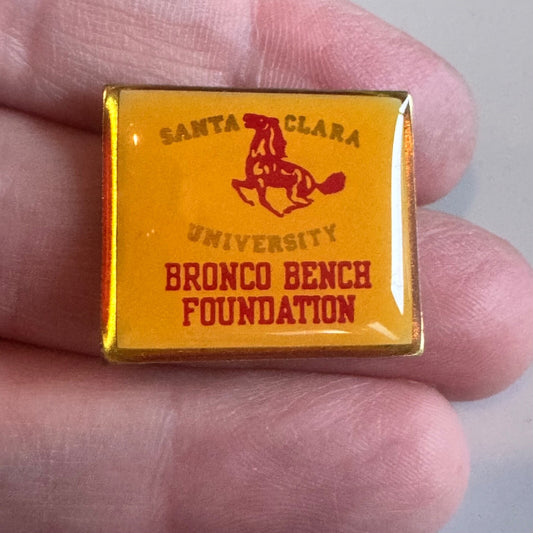 SANTA CLARA
UNIVERSITY
BRONCO BENCH
FOUNDATION